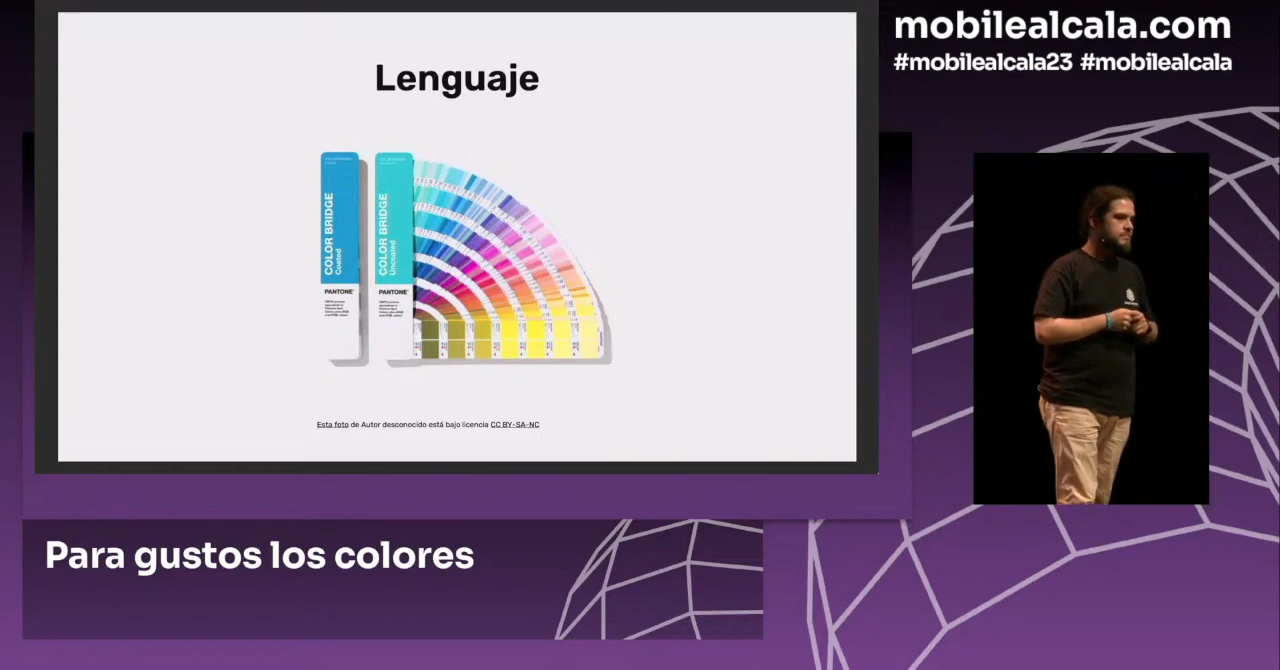 Lenguaje
COLOR BRIDGE
Coated
PANTONE
COLOR BRIDGE
Uncoated
PANTONE
Esta foto de Autor desconocido está bajo licencia CC BY-SA-NC
mobilealcala.com
#mobilealcala23 #mobilealcala
Para gustos los colores